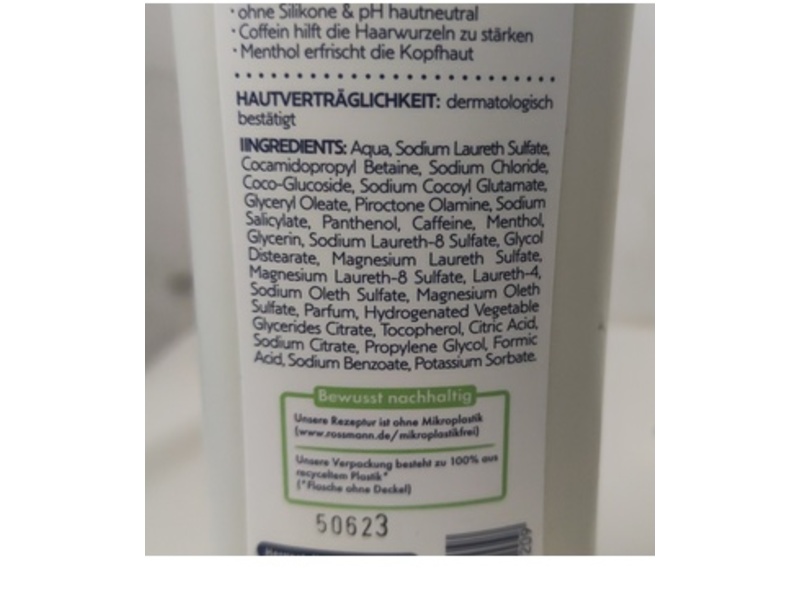 · ohne Silikone & pH hautneutral
· Coffein hilft die Haarwurzeln zu stärken
· Menthol erfrischt die Kopfhaut
HAUTVERTRÄGLICHKEIT: dermatologisch
bestätigt
IINGREDIENTS: Aqua, Sodium Laureth Sulfate,
Cocamidopropyl Betaine, Sodium Chloride,
Coco-Glucoside, Sodium Cocoyl Glutamate,
Glyceryl Oleate, Piroctone Olamine, Sodium
Salicylate, Panthenol, Caffeine, Menthol,
Glycerin, Sodium Laureth-8 Sulfate, Glycol
Distearate, Magnesium Laureth Sulfate,
Magnesium Laureth-8 Sulfate, Laureth-4,
Sodium Oleth Sulfate, Magnesium Oleth
Sulfate, Parfum, Hydrogenated Vegetable
Glycerides Citrate, Tocopherol, Citric Acid,
Sodium Citrate, Propylene Glycol, Formic
Acid, Sodium Benzoate, Potassium Sorbate.
Bewusst nachhaltig
Unsere Rezeptur ist ohne Mikroplastik
(www.rossmann.de/mikroplastikfrei)
Unsere Verpackung besteht zu 100% aus
recyceltem Plastik*
(*Flasche ohne Deckel)
50623